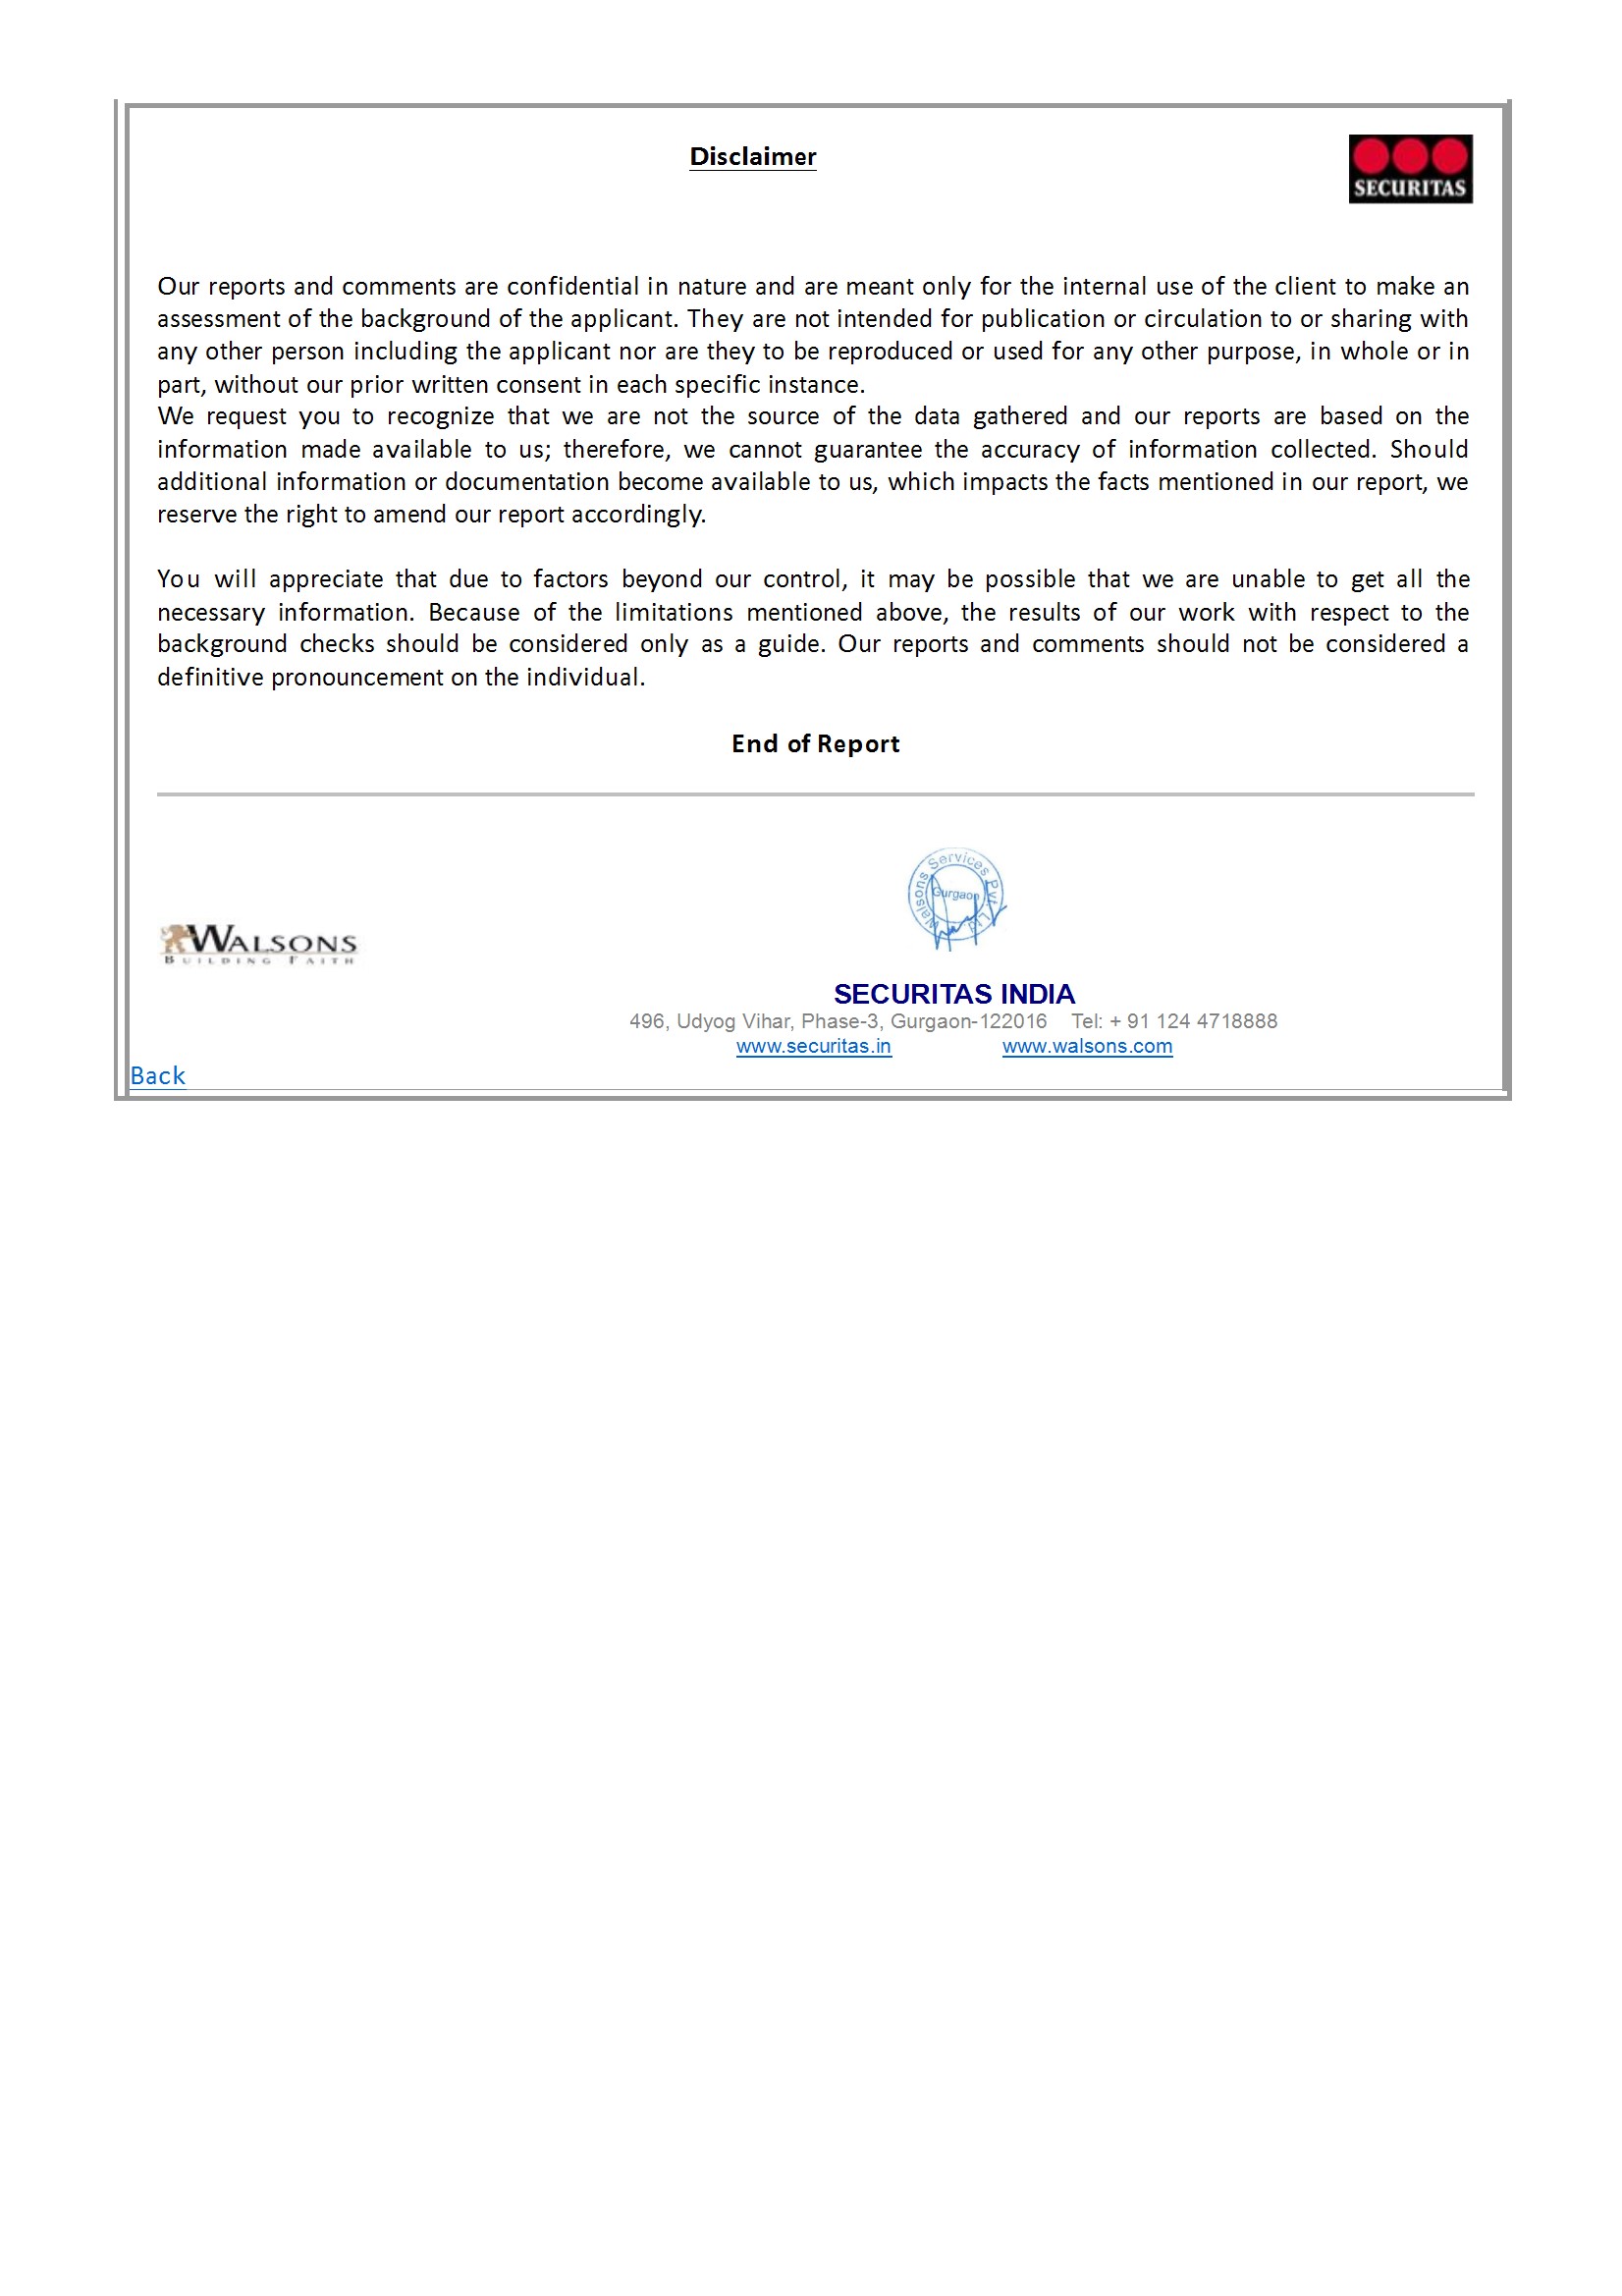 Disclaimer
SECURITAS
Our reports and comments are confidential in nature and are meant only for the internal use of the client to make an
assessment of the background of the applicant. They are not intended for publication or circulation to or sharing with
any other person including the applicant nor are they to be reproduced or used for any other purpose, in whole or in
part, without our prior written consent in each specific instance.
We request you to recognize that we are not the source of the data gathered and our reports are based on the
information made available to us; therefore, we cannot guarantee the accuracy of information collected. Should
additional information or documentation become available to us, which impacts the facts mentioned in our report, we
reserve the right to amend our report accordingly.
You will appreciate that due to factors beyond our control, it may be possible that we are unable to get all the
necessary information. Because of the limitations mentioned above, the results of our work with respect to the
background checks should be considered only as a guide. Our reports and comments should not be considered a
definitive pronouncement on the individual.
End of Report
Walsons Services Pvt. Ltd
Gurgaon
WALSONS
BUILDING FAITH
SECURITAS INDIA
496, Udyog Vihar, Phase-3, Gurgaon-122016 Tel: + 91 124 4718888
www.securitas.in www.walsons.com
Back